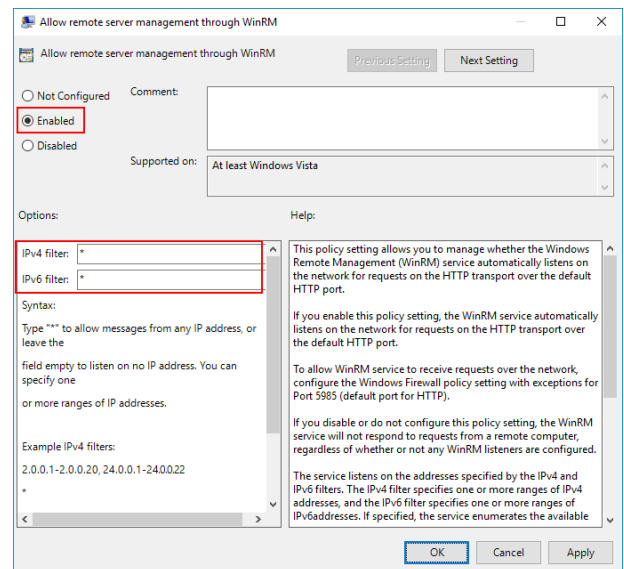 Allow remote server management through WinRM
Allow remote server management through WinRM
Previous Setting
Next Setting
Not Configured
Enabled
Disabled
Comment:
Supported on:
At least Windows Vista
Options:
IPv4 filter: *
IPv6 filter: *
Syntax:
Type "*" to allow messages from any IP address, or
leave the
field empty to listen on no IP address. You can
specify one
or more ranges of IP addresses.
Example IPv4 filters:
2.0.0.1-2.0.0.20, 24.0.0.1-24.0.0.22
*
Help:
This policy setting allows you to manage whether the Windows
Remote Management (WinRM) service automatically listens on
the network for requests on the HTTP transport over the default
HTTP port.
If you enable this policy setting, the WinRM service automatically
listens on the network for requests on the HTTP transport over
the default HTTP port.
To allow WinRM service to receive requests over the network,
configure the Windows Firewall policy setting with exceptions for
Port 5985 (default port for HTTP).
If you disable or do not configure this policy setting, the WinRM
service will not respond to requests from a remote computer,
regardless of whether or not any WinRM listeners are configured.
The service listens on the addresses specified by the IPv4 and
IPv6 filters. The IPv4 filter specifies one or more ranges of IPv4
addresses, and the IPv6 filter specifies one or more ranges of
IPv6addresses. If specified, the service enumerates the available
OK
Cancel
Apply